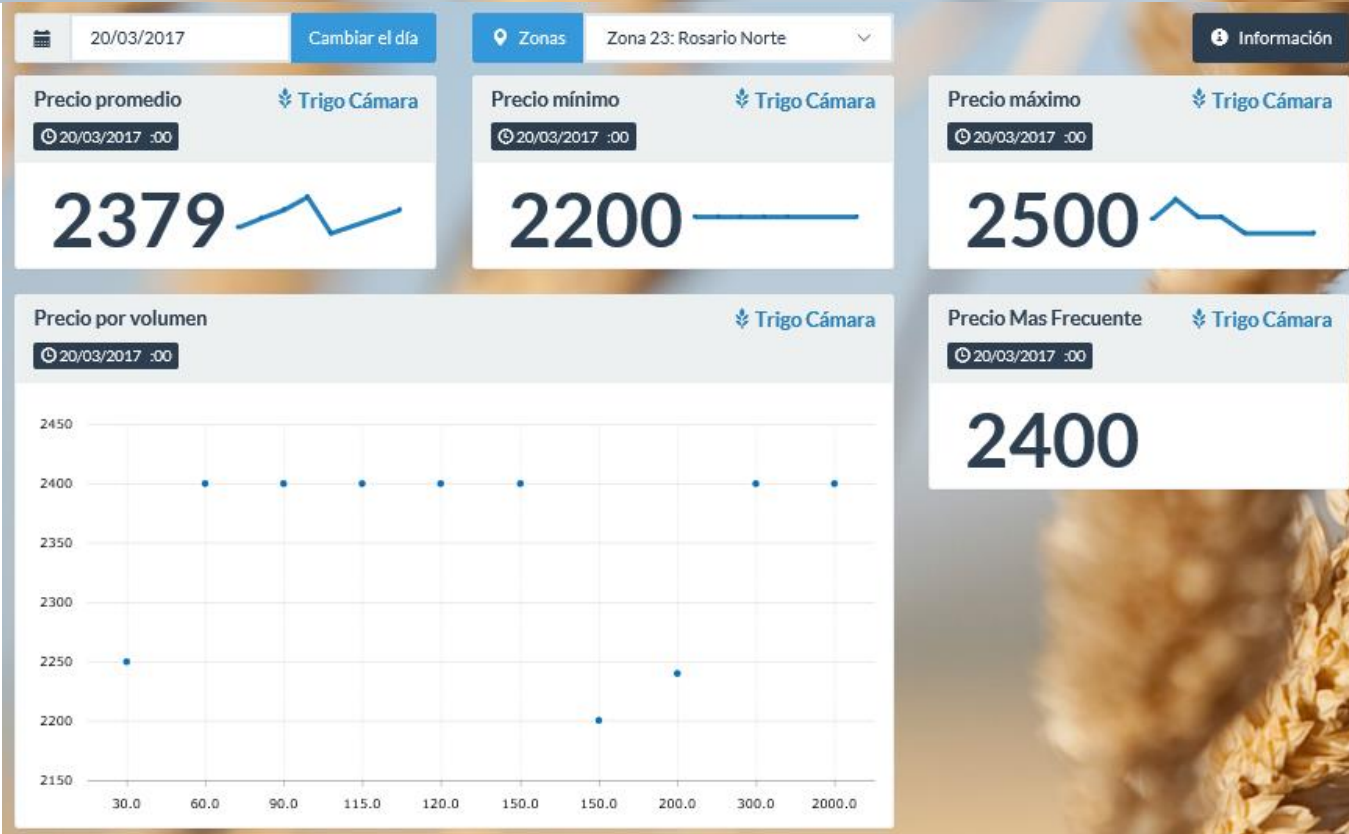 20/03/2017 Cambiar el día Zonas Zona 23: Rosario Norte Información
Precio promedio Trigo Cámara
20/03/2017 :00
2379
Precio mínimo Trigo Cámara
20/03/2017 :00
2200
Precio máximo Trigo Cámara
20/03/2017 :00
2500
Precio por volumen Trigo Cámara
20/03/2017 :00
2450
2400
2350
2300
2250
2200
2150
30.0 60.0 90.0 115.0 120.0 150.0 150.0 200.0 300.0 2000.0
Precio Mas Frecuente Trigo Cámara
20/03/2017 :00
2400